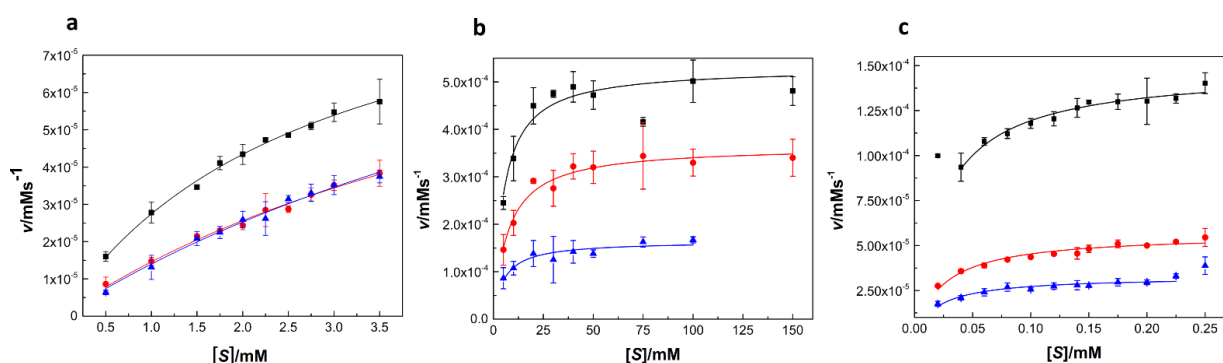 a
7x10-5
6x10-5
5x10-5
4x10-5
3x10-5
2x10-5
1x10-5
0
v/mMs-1
0.5 1.0 1.5 2.0 2.5 3.0 3.5
[S]/mM
b
5.0x10-4
4.0x10-4
3.0x10-4
2.0x10-4
1.0x10-4
0.0
v/mMs-1
0 25 50 75 100 125 150
[S]/mM
c
1.50x10-4
1.25x10-4
1.00x10-4
5.00x10-5
2.50x10-5
v/mMs-1
0.00 0.05 0.10 0.15 0.20 0.25
[S]/mM